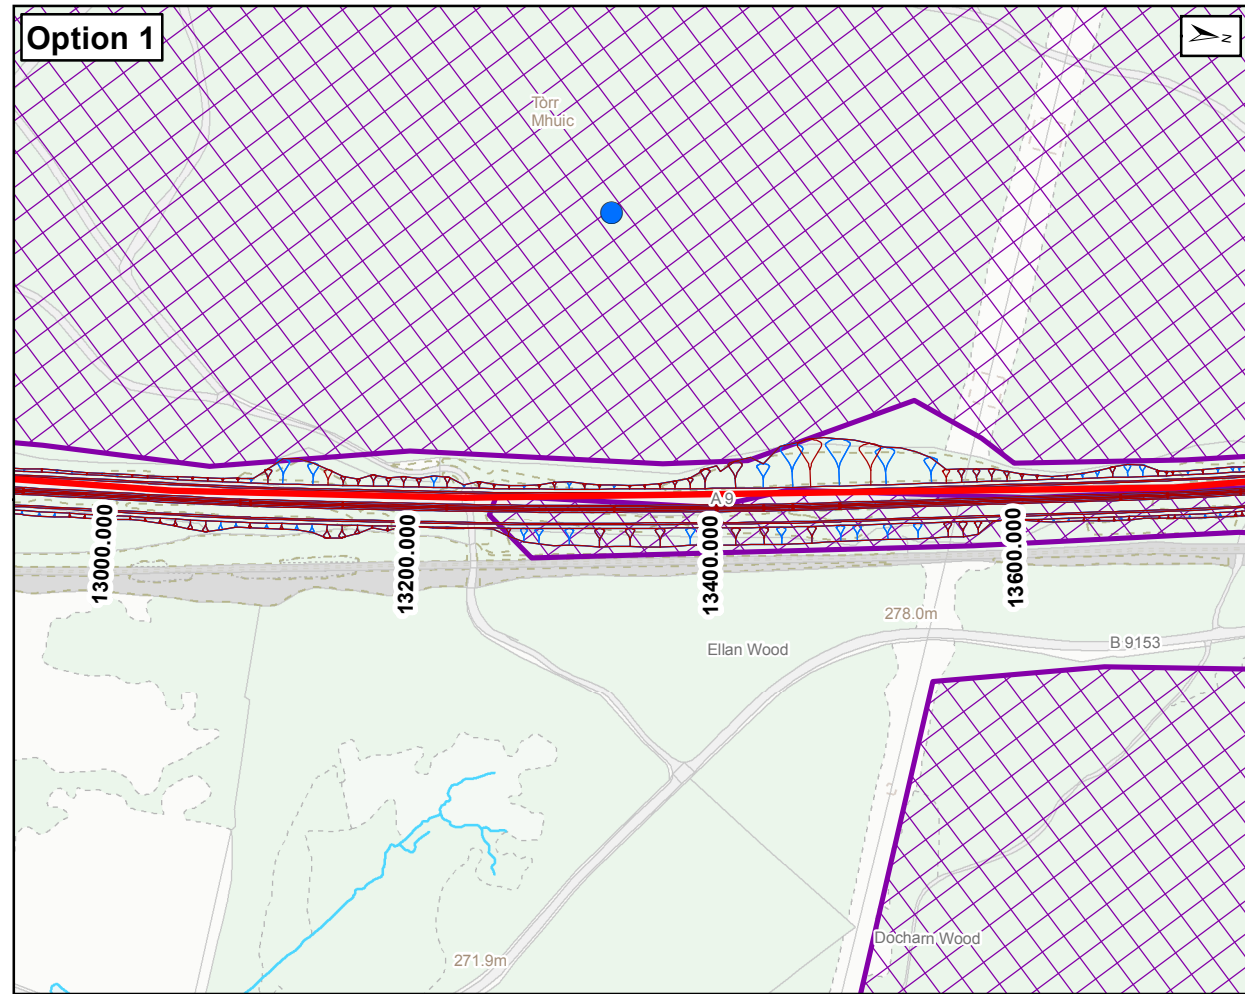 Option 1
N
Tòrr
Mhuic
A 9
13000.000
13200.000
13400.000
13600.000
278.0m
Ellan Wood
B 9153
Docharn Wood
271.9m